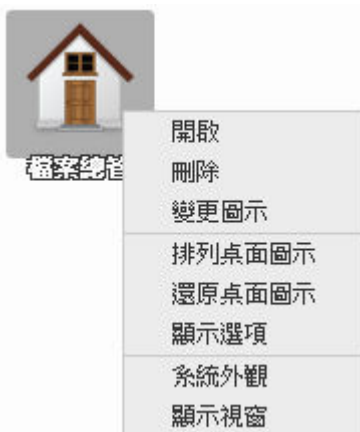 檔案總管
開啟
刪除
變更圖示
排列桌面圖示
還原桌面圖示
顯示選項
系統外觀
顯示視窗